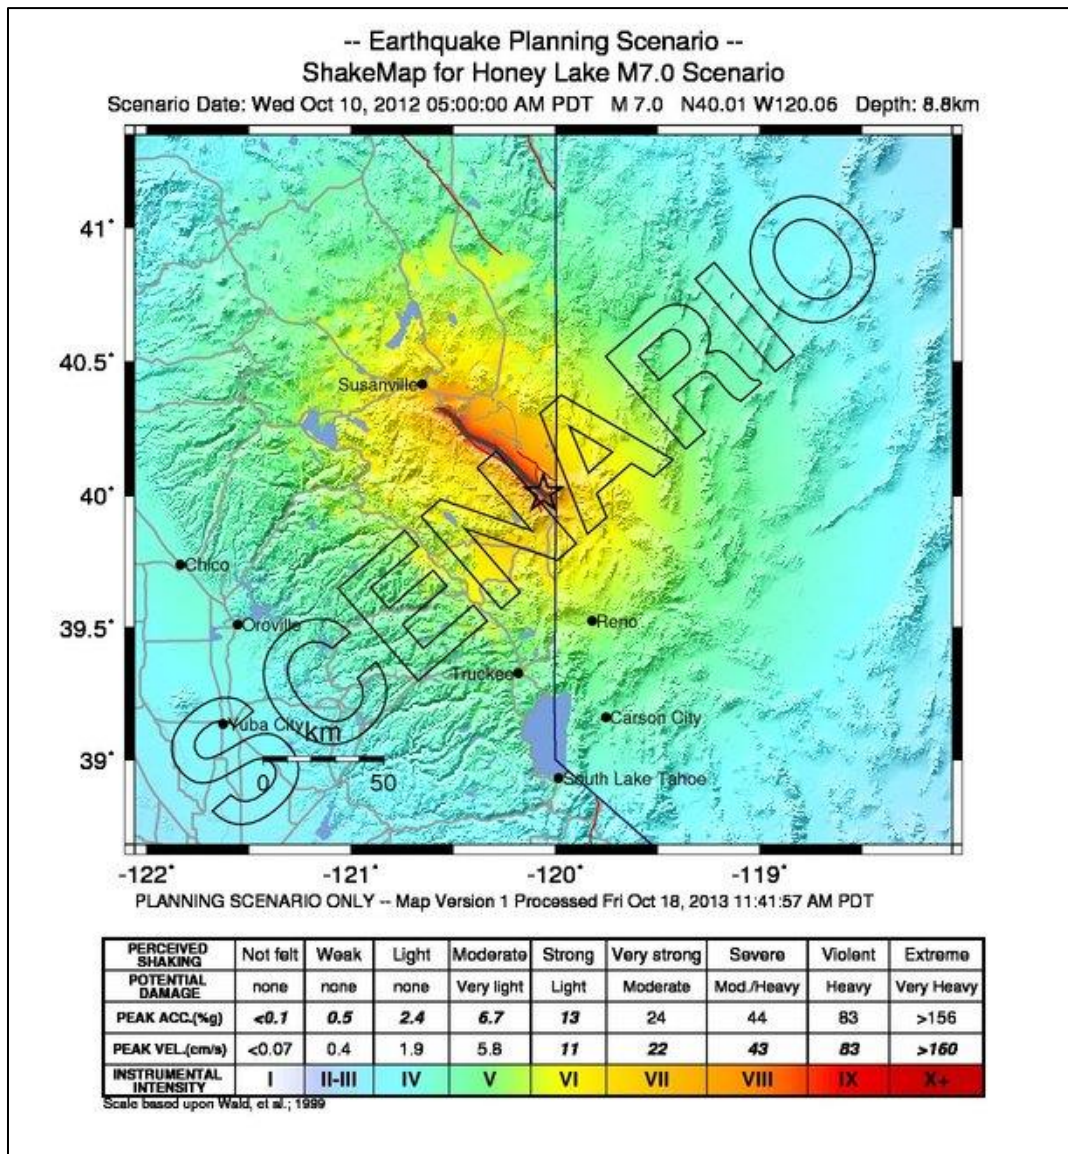 -- Earthquake Planning Scenario --
ShakeMap for Honey Lake M7.0 Scenario
Scenario Date: Wed Oct 10, 2012 05:00:00 AM PDT M 7.0 N40.01 W120.06 Depth: 8.8km
41°
40.5°
Susanville
40°
SCENARIO
Chico
39.5°
Oroville
Reno
Truckee
Yuba City
km
Carson City
39°
0 50
South Lake Tahoe
-122° -121° -120° -119°
PLANNING SCENARIO ONLY -- Map Version 1 Processed Fri Oct 18, 2013 11:41:57 AM PDT
PERCEIVED SHAKING Not felt Weak Light Moderate Strong Very strong Severe Violent Extreme
POTENTIAL DAMAGE none none none Very light Light Moderate Mod./Heavy Heavy Very Heavy
PEAK ACC.(%g) <0.1 0.5 2.4 6.7 13 24 44 83 >156
PEAK VEL.(cm/s) <0.07 0.4 1.9 5.8 11 22 43 83 >160
INSTRUMENTAL INTENSITY I II-III IV V VI VII VIII IX X+
Scale based upon Wald, et al.; 1999